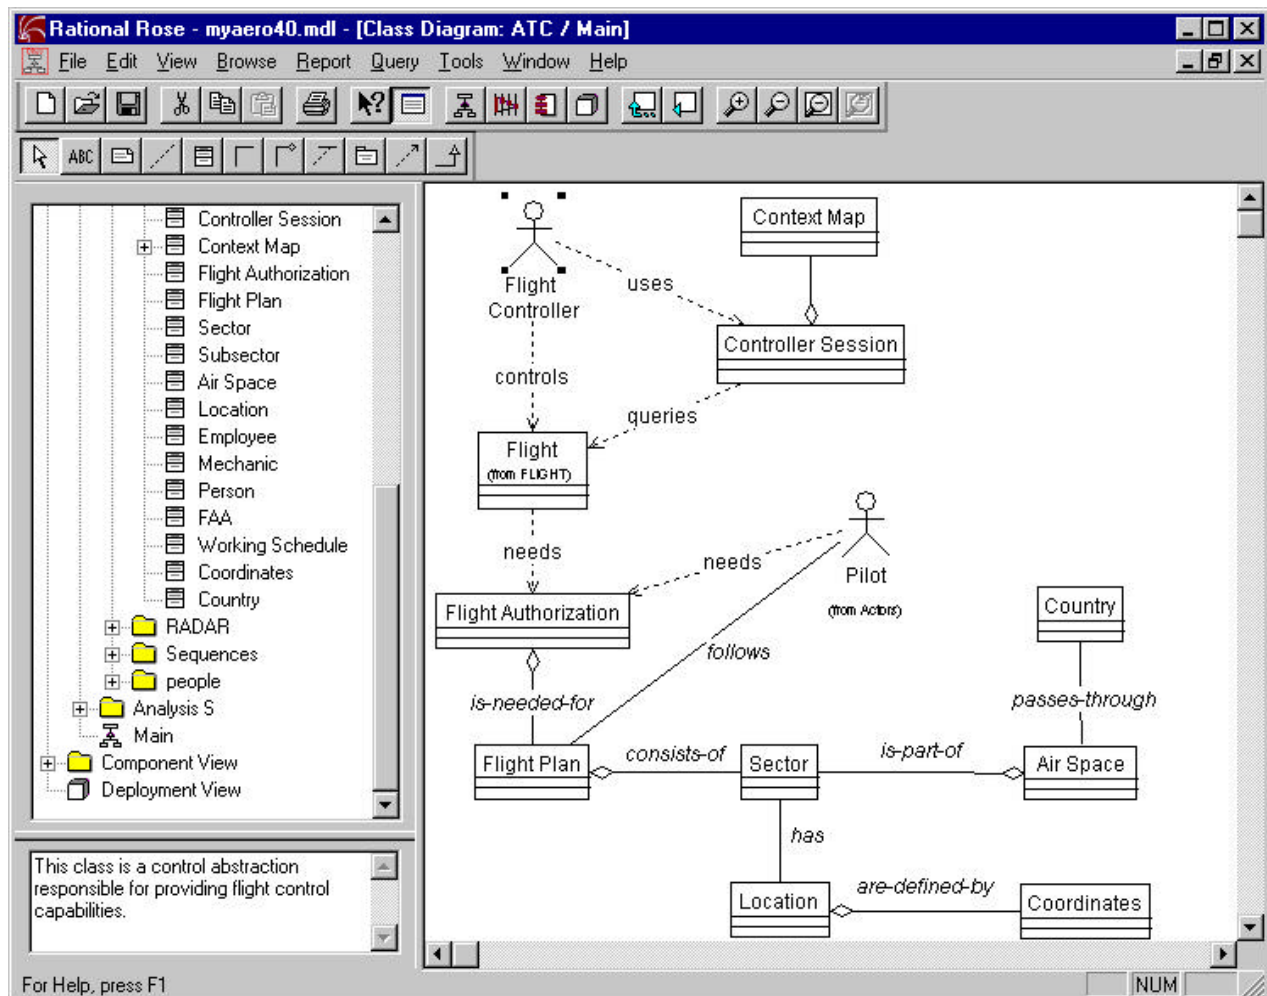 Rational Rose - myaero40.mdl - [Class Diagram: ATC / Main]
File Edit View Browse Report Query Tools Window Help
ABC
Controller Session
Context Map
Flight Authorization
Flight Plan
Sector
Subsector
Air Space
Location
Employee
Mechanic
Person
FAA
Working Schedule
Coordinates
Country
RADAR
Sequences
people
Analysis S
Main
Component View
Deployment View
This class is a control abstraction
responsible for providing flight control
capabilities.
Flight
Controller
uses
Context Map
Controller Session
controls
queries
Flight
(from FLIGHT)
needs
needs
Pilot
(from Actors)
Flight Authorization
follows
Country
is-needed-for
passes-through
Flight Plan
consists-of
Sector
is-part-of
Air Space
has
Location
are-defined-by
Coordinates
For Help, press F1
NUM